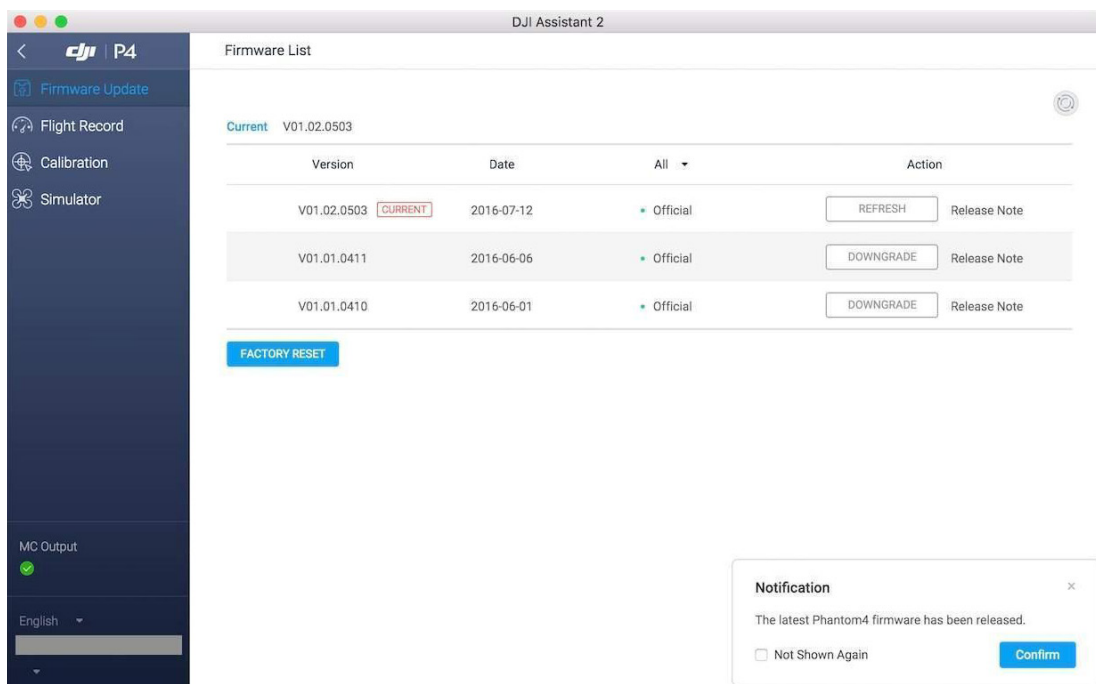 DJI Assistant 2
dji P4
Firmware List
Firmware Update
Flight Record
Calibration
Simulator
MC Output
English
Current V01.02.0503
Version Date All Action
V01.02.0503 CURRENT 2016-07-12 Official REFRESH Release Note
V01.01.0411 2016-06-06 Official DOWNGRADE Release Note
V01.01.0410 2016-06-01 Official DOWNGRADE Release Note
FACTORY RESET
Notification
The latest Phantom4 firmware has been released.
Not Shown Again Confirm